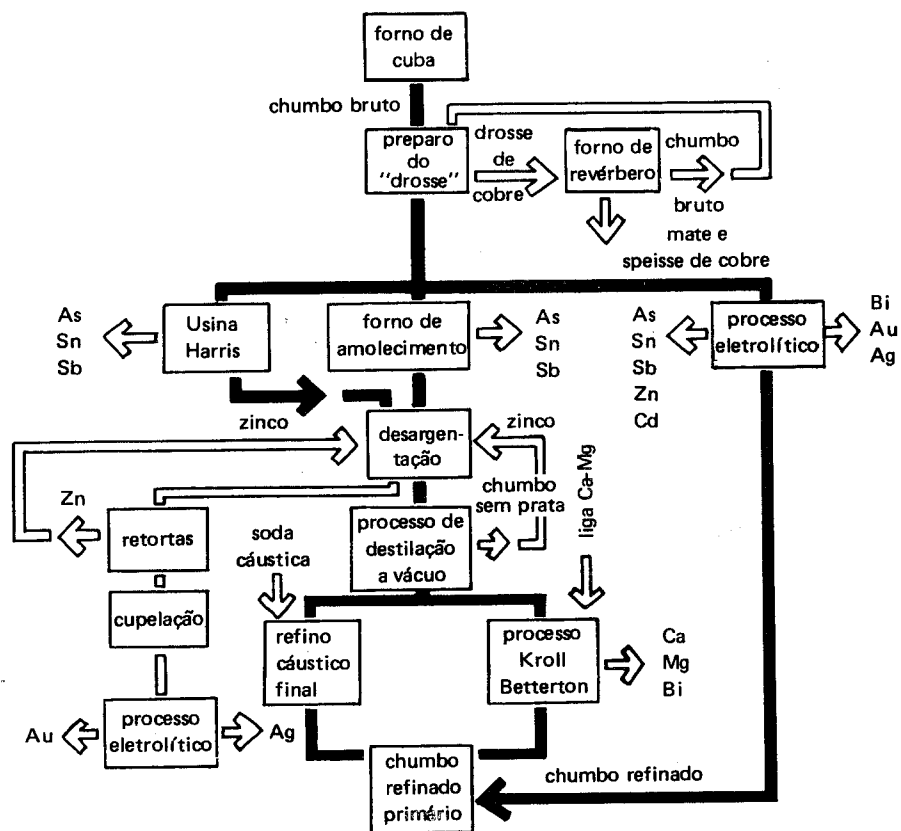 forno de
cuba
chumbo bruto
preparo
do
"drosse"
drosse
de
cobre
forno de
revérbero
chumbo
bruto
mate e
speisse de cobre
As
Sn
Sb
Usina
Harris
forno de
amolecimento
As
Sn
Sb
As
Sn
Sb
Zn
Cd
processo
eletrolítico
Bi
Au
Ag
zinco
desargen-
tação
zinco
chumbo
sem prata
liga Ca-Mg
Zn
retortas
soda
cáustica
processo de
destilação
a vácuo
cupelação
refino
cáustico
final
processo
Kroll
Betterton
Ca
Mg
Bi
Au
processo
eletrolítico
Ag
chumbo
refinado
primário
chumbo refinado